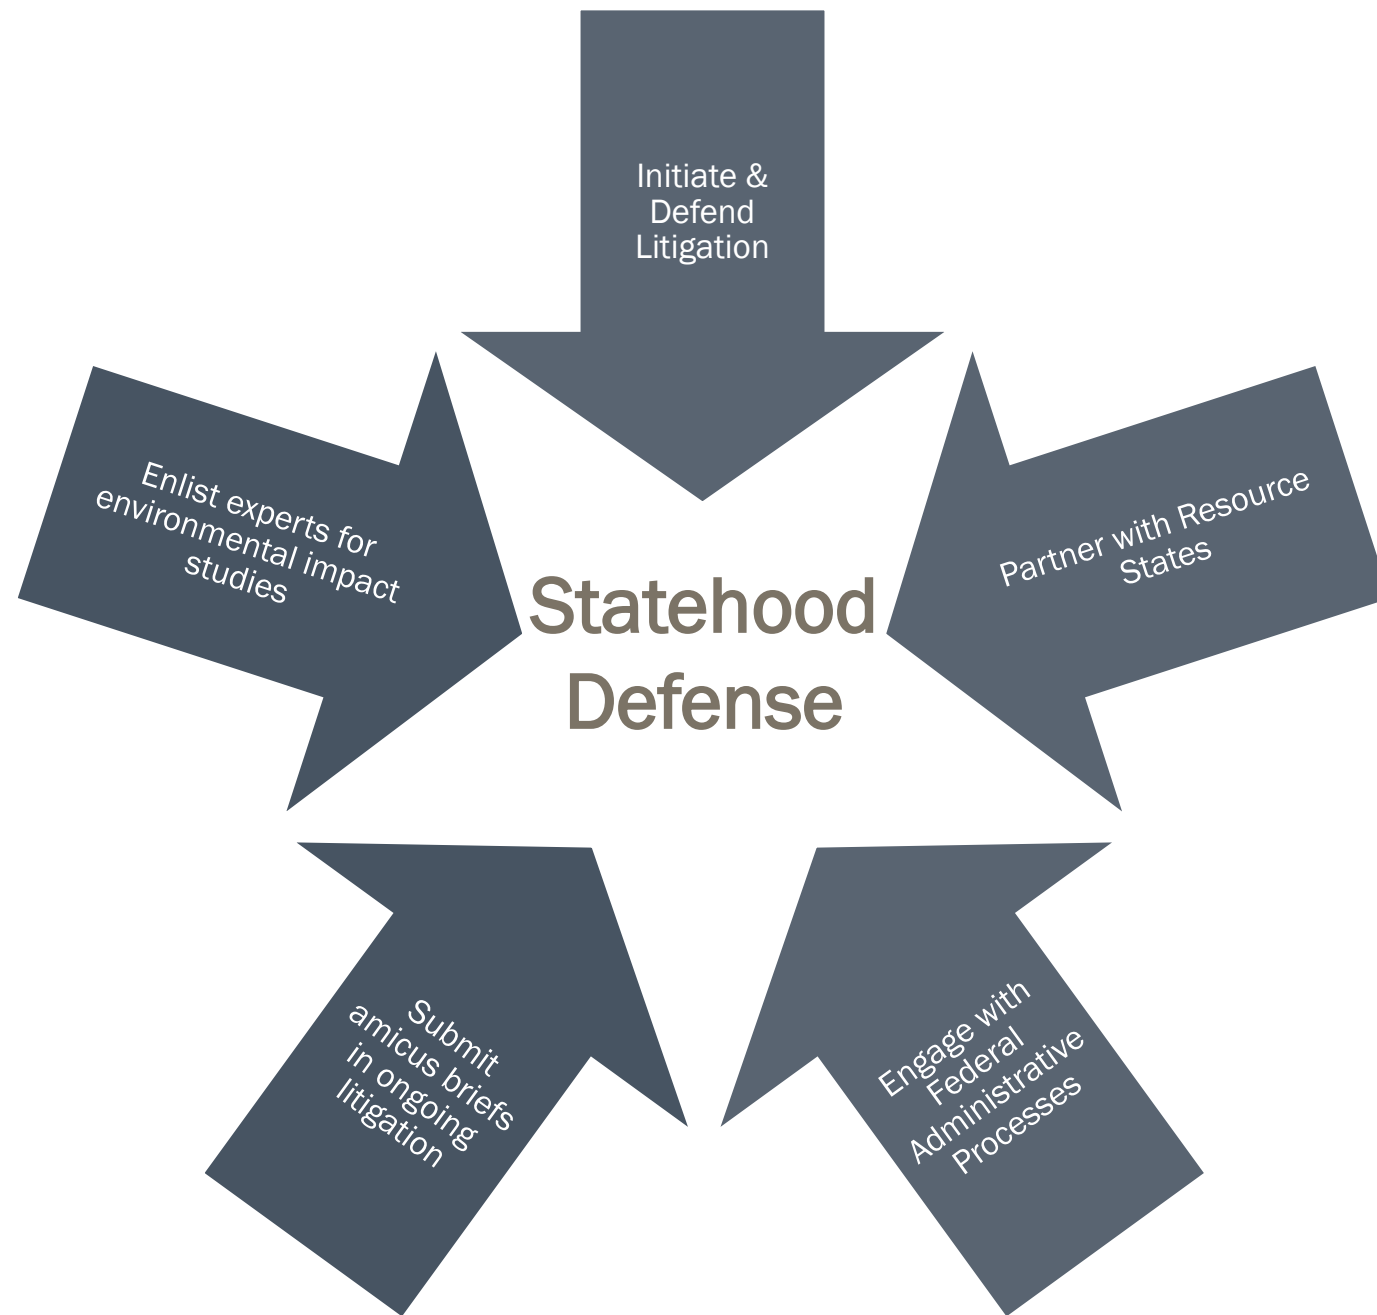 Initiate &
Defend
Litigation
Partner with Resource
States
Engage with
Federal
Administrative
Processes
Submit
amicus briefs
in ongoing
litigation
Enlist experts for
environmental impact
studies
Statehood
Defense